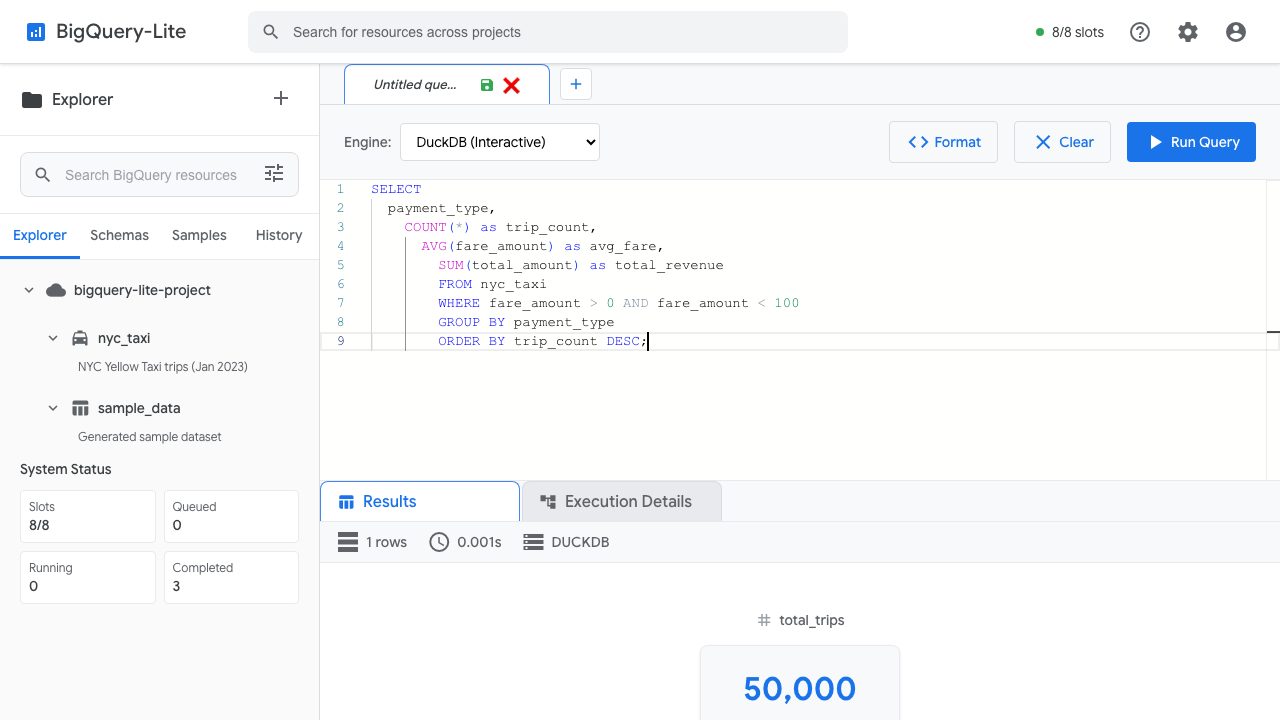 BigQuery-Lite
Search for resources across projects
8/8 slots
Explorer
Search BigQuery resources
Explorer
Schemas
Samples
History
bigquery-lite-project
nyc_taxi
NYC Yellow Taxi trips (Jan 2023)
sample_data
Generated sample dataset
System Status
Slots
8/8
Queued
0
Running
0
Completed
3
Untitled que...
+
Engine:
DuckDB (Interactive)
Format
Clear
Run Query
1 SELECT
2 payment_type,
3 COUNT(*) as trip_count,
4 AVG(fare_amount) as avg_fare,
5 SUM(total_amount) as total_revenue
6 FROM nyc_taxi
7 WHERE fare_amount > 0 AND fare_amount < 100
8 GROUP BY payment_type
9 ORDER BY trip_count DESC;
Results
Execution Details
1 rows
0.001s
DUCKDB
# total_trips
50,000